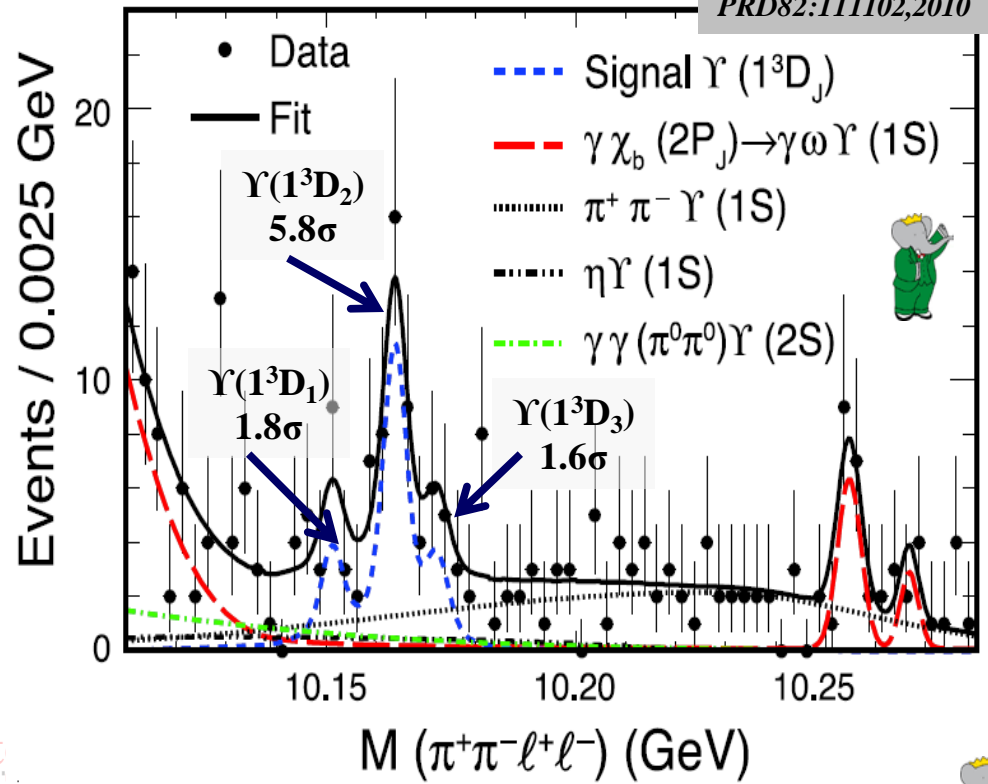 PRD82:111102,2010
Data
Fit
Signal ϒ (1³D_J)
γ χ_b (2P_J)→γ ω ϒ (1S)
π⁺ π⁻ ϒ (1S)
ηϒ (1S)
γ γ (π⁰π⁰)ϒ (2S)
ϒ(1³D₂)
5.8σ
ϒ(1³D₁)
1.8σ
ϒ(1³D₃)
1.6σ
Events / 0.0025 GeV
20
10
0
10.15 10.20 10.25
M (π⁺π⁻ℓ⁺ℓ⁻) (GeV)